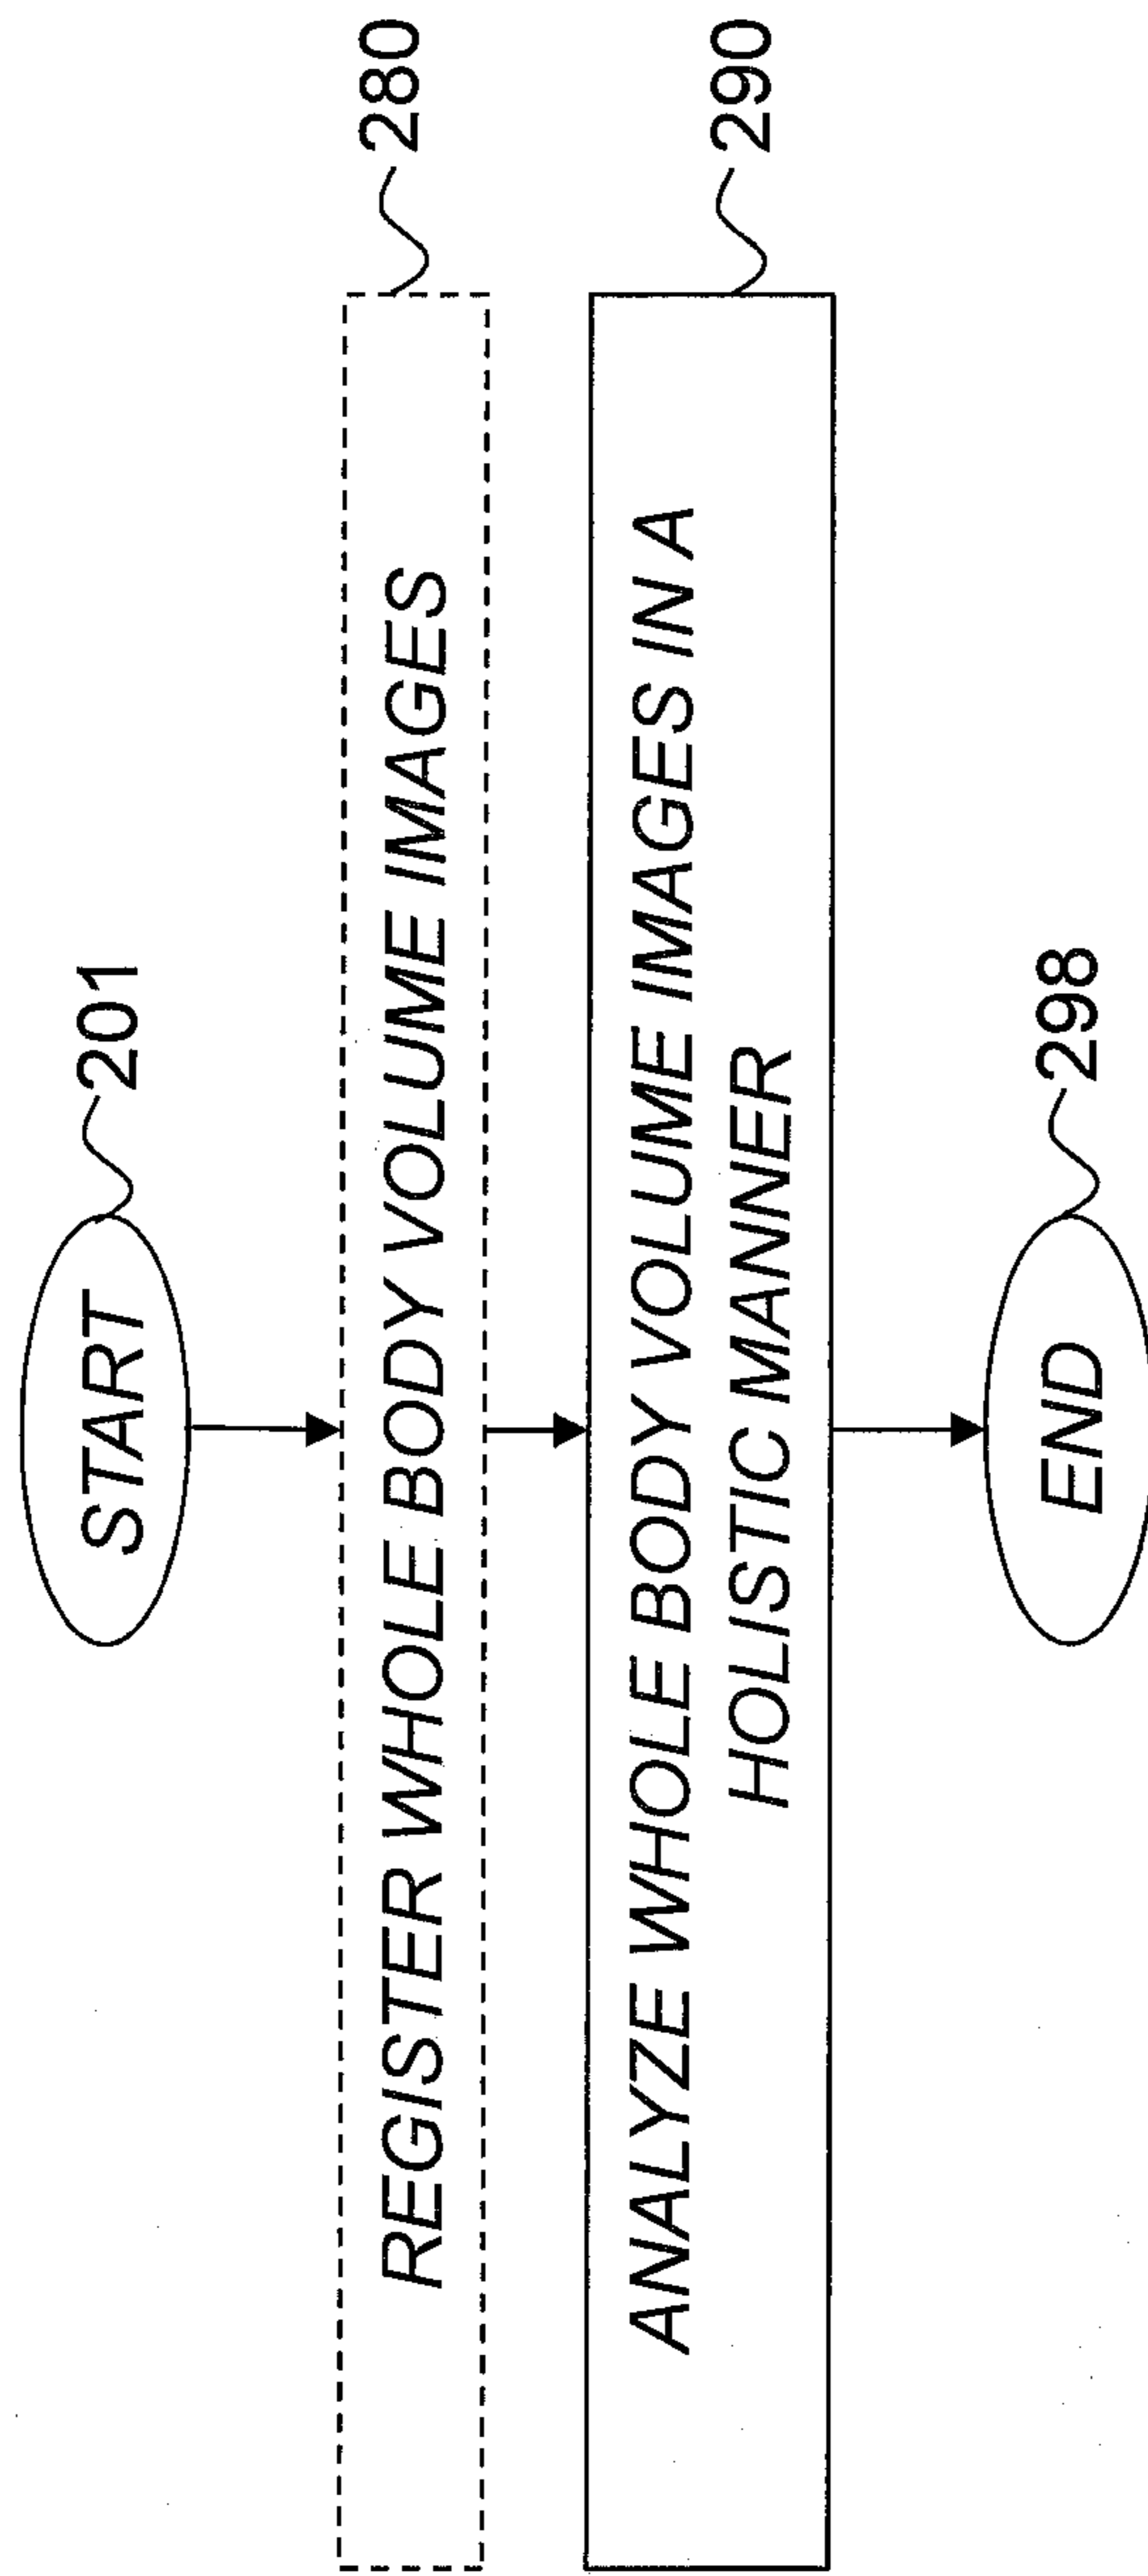 START
201
REGISTER WHOLE BODY VOLUME IMAGES
280
ANALYZE WHOLE BODY VOLUME IMAGES IN A
HOLISTIC MANNER
290
END
298